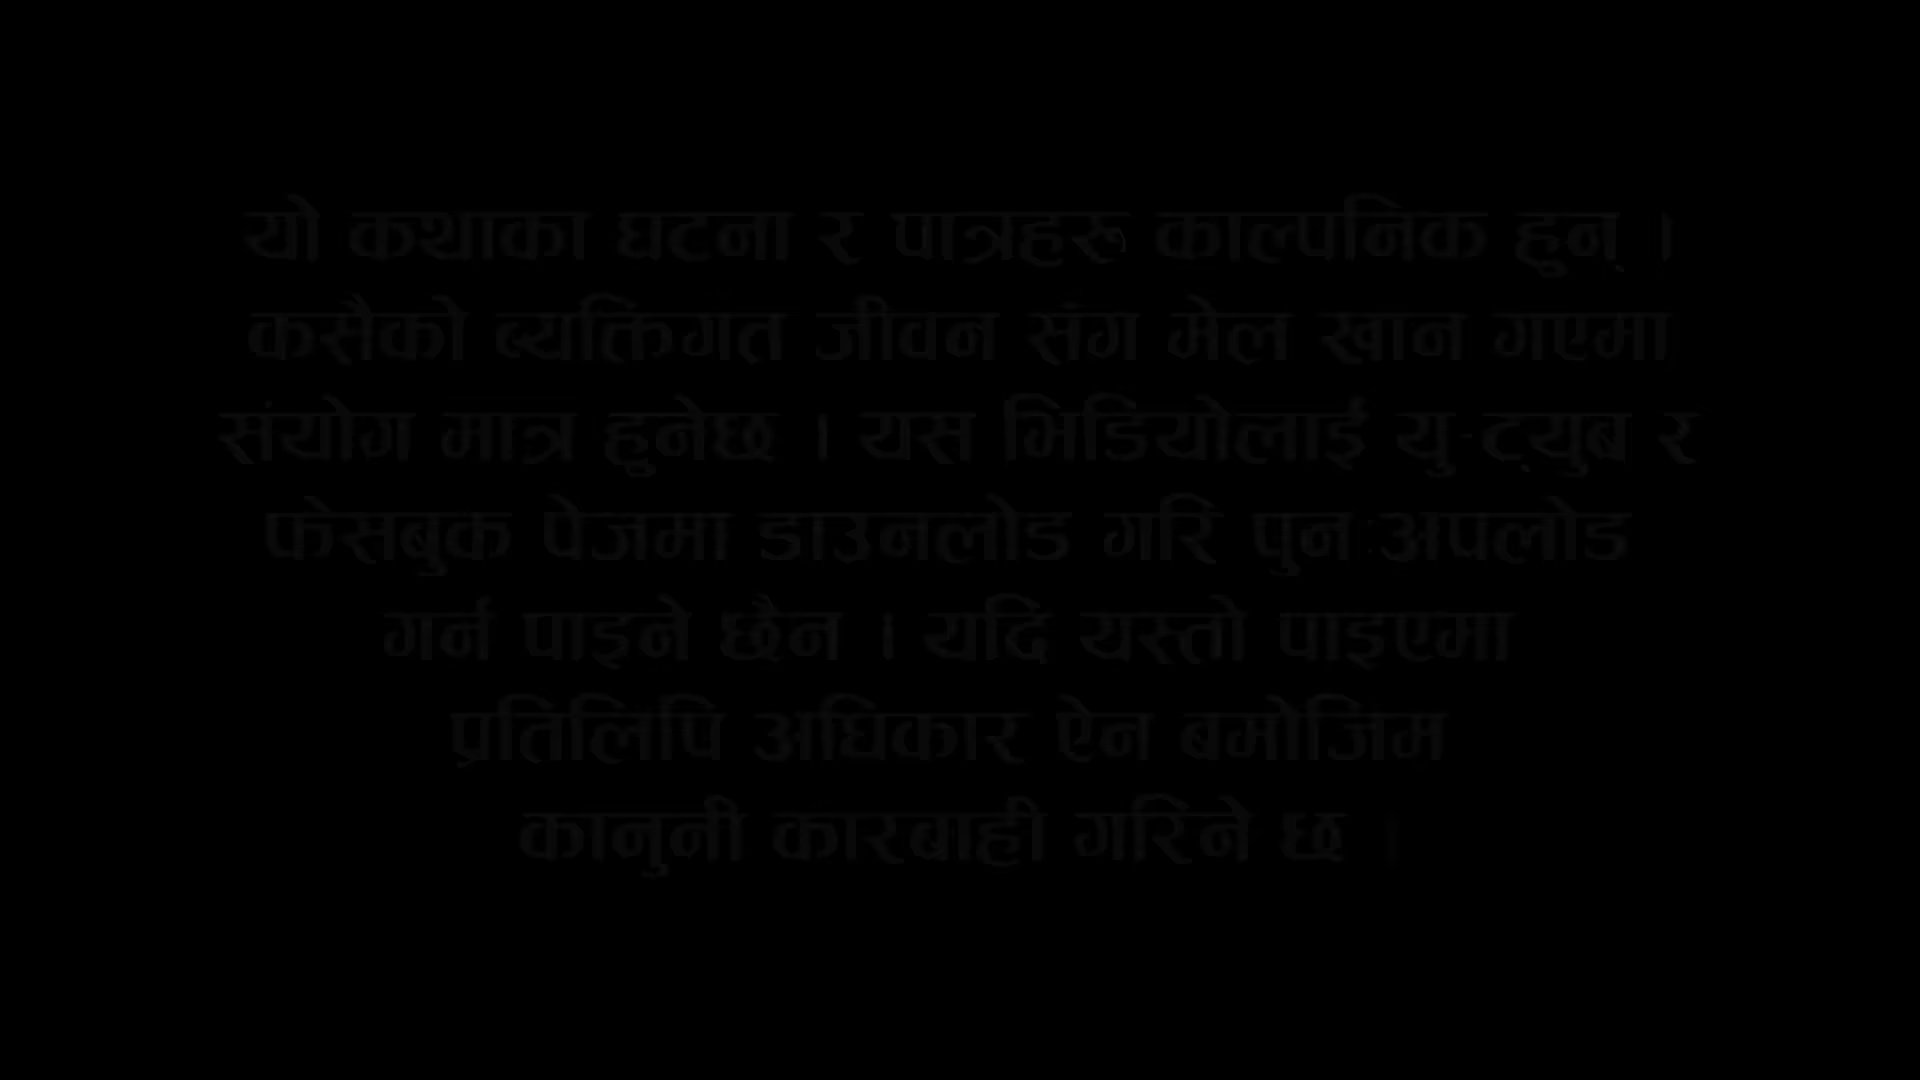 यो कथाका घटना र पात्रहरू काल्पनिक हुन् ।
कसैको व्यक्तिगत जीवन संग मेल खान गएमा
संयोग मात्र हुनेछ । यस भिडियोलाई यु-ट्युब र
फेसबुक पेजमा डाउनलोड गरि पुनःअपलोड
गर्न पाइने छैन । यदि यस्तो पाइएमा
प्रतिलिपि अधिकार ऐन बमोजिम
कानुनी कारबाही गरिने छ ।